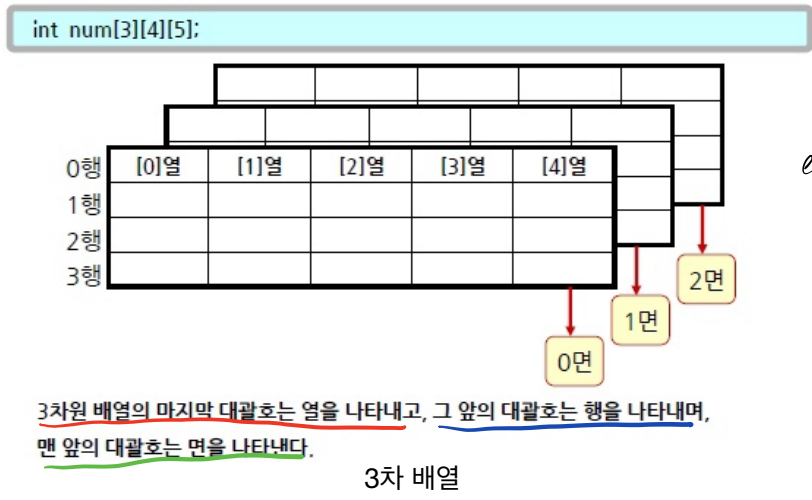 int num[3][4][5];
0행 [0]열 [1]열 [2]열 [3]열 [4]열
1행
2행
3행
2면
1면
0면
3차원 배열의 마지막 대괄호는 열을 나타내고, 그 앞의 대괄호는 행을 나타내며,
맨 앞의 대괄호는 면을 나타낸다.
3차 배열